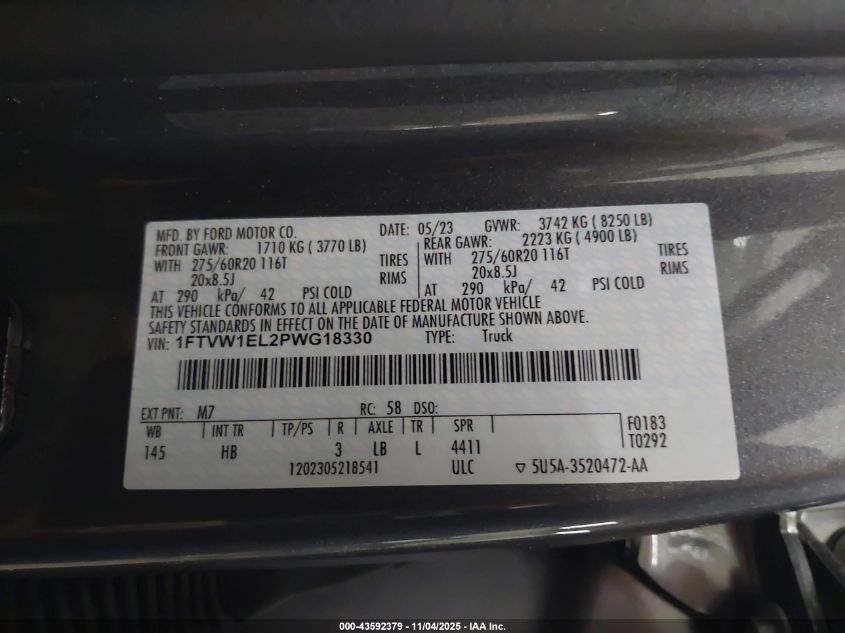 MFD. BY FORD MOTOR CO. DATE: 05/23 GVWR: 3742 KG ( 8250 LB)
FRONT GAWR: 1710 KG ( 3770 LB) REAR GAWR: 2223 KG ( 4900 LB)
WITH 275/60R20 116T TIRES WITH 275/60R20 116T TIRES
20x8.5J RIMS 20x8.5J RIMS
AT 290 kPa/ 42 PSI COLD AT 290 kPa/ 42 PSI COLD
THIS VEHICLE CONFORMS TO ALL APPLICABLE FEDERAL MOTOR VEHICLE
SAFETY STANDARDS IN EFFECT ON THE DATE OF MANUFACTURE SHOWN ABOVE.
VIN: 1FTVW1EL2PWG18330 TYPE: Truck
EXT PNT: M7 RC: 58 DSO:
WB INT TR TP/PS R AXLE TR SPR F0183
145 HB 3 LB L 4411 T0292
1202305218541 ULC ▽ 5U5A-3520472-AA
000-43592379 - 11/04/2025 - IAA Inc.